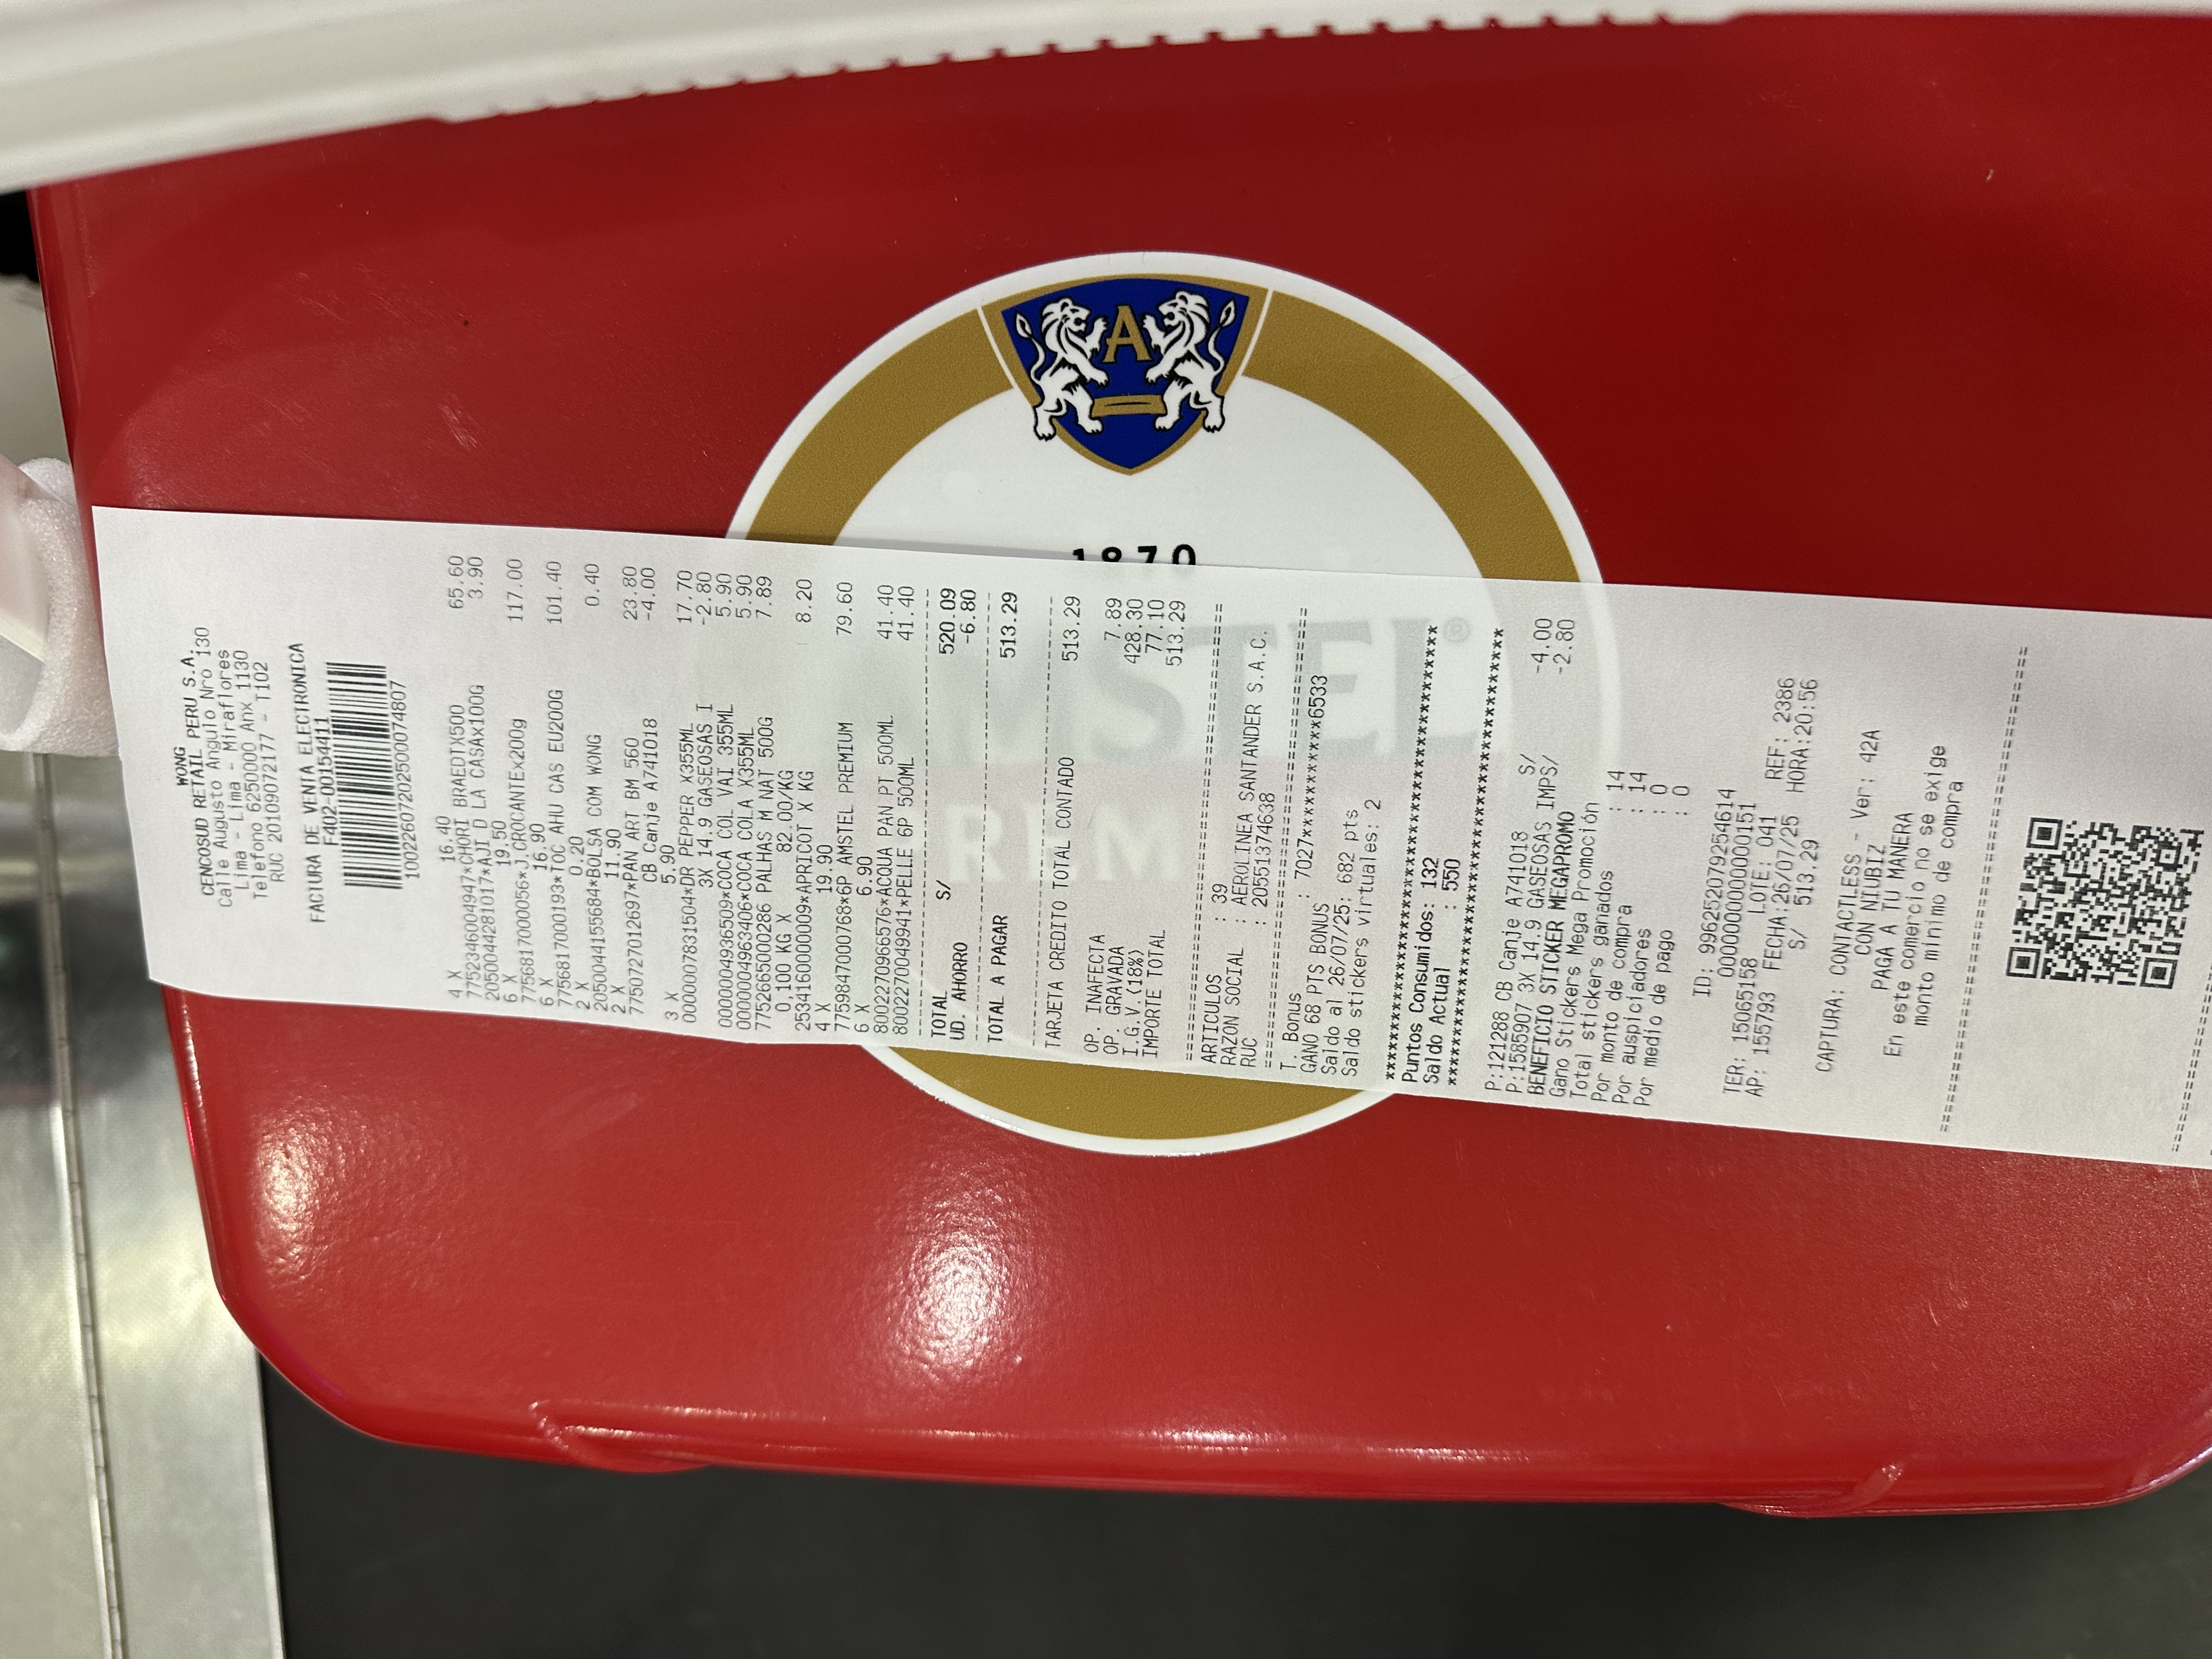 WONG
CENCOSUD RETAIL PERU S.A.
Calle Augusto Angulo Nro 130
Lima - Lima - Miraflores
Telefono 6250000 Anx 1130
RUC 20109072177 - T102
FACTURA DE VENTA ELECTRONICA
F402-00154411
10022607202500074807
4 X 16.40
7752346004947*CHORI BRAEDTX500 65.60
2050044281017*AJI D LA CASAx100G 3.90
6 X 19.50
7756817000056*J.CROCANTEx200g 117.00
6 X 16.90
7756817000193*TOC AHU CAS EU200G 101.40
2 X 0.20
2050044155684*BOLSA COM WONG 0.40
2 X 11.90
7750727012697*PAN ART BM 560 23.80
CB Canje A741018 -4.00
3 X 5.90
0000007831504*DR PEPPER X355ML 17.70
3X 14.9 GASEOSAS I -2.80
0000004936509*COCA COL VAI 355ML 5.90
0000004963406*COCA COLA X355ML 5.90
7752665000286 PALHAS M NAT 500G 7.89
0,100 KG X 82.00/KG
2534160000009*APRICOT X KG 8.20
4 X 19.90
7759847000768*6P AMSTEL PREMIUM 79.60
6 X 6.90
8002270966576*ACQUA PAN PT 500ML 41.40
8002270049941*PELLE 6P 500ML 41.40
TOTAL S/ 520.09
UD. AHORRO -6.80
TOTAL A PAGAR 513.29
TARJETA CREDITO TOTAL CONTADO 513.29
OP. INAFECTA 7.89
OP. GRAVADA 428.30
I.G.V.(18%) 77.10
IMPORTE TOTAL 513.29
ARTICULOS : 39
RAZON SOCIAL : AEROLINEA SANTANDER S.A.C.
RUC : 20551374638
T. Bonus : 7027***********6533
GANO 68 PTS BONUS
Saldo al 26/07/25: 682 pts
Saldo stickers virtuales: 2
****************************************
Puntos Consumidos: 132
Saldo Actual : 550
****************************************
P:121288 CB Canje A741018 S/ -4.00
P:1585907 3X 14.9 GASEOSAS IMPS/ -2.80
BENEFICIO STICKER MEGAPROMO
Gano Stickers Mega Promoción
Total stickers ganados : 14
Por monto de compra : 14
Por auspiciadores : 0
Por medio de pago : 0
ID: 996252079254614
0000000000000151
TER: 15065158 LOTE: 041 REF: 2386
AP: 155793 FECHA:26/07/25 HORA:20:56
S/ 513.29
CAPTURA: CONTACTLESS - Ver: 42A
CON NIUBIZ
PAGA A TU MANERA
En este comercio no se exige
monto minimo de compra
1870
A